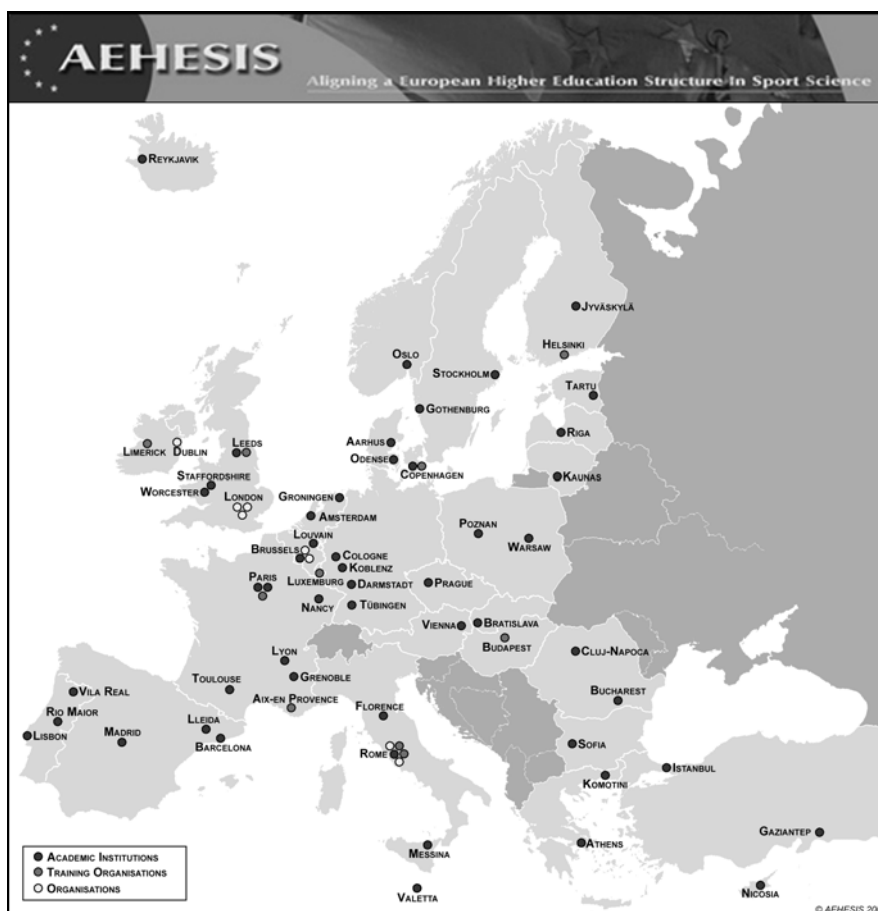 AEHESIS
Aligning a European Higher Education Structure In Sport Science
REYKJAVIK
JYVÄSKYLÄ
HELSINKI
OSLO
STOCKHOLM
TARTU
GOTHENBURG
RIGA
AARHUS
LIMERICK
DUBLIN
LEEDS
ODENSE
COPENHAGEN
KAUNAS
STAFFORDSHIRE
WORCESTER
LONDON
GRONINGEN
AMSTERDAM
POZNAN
WARSAW
LOUVAIN
BRUSSELS
COLOGNE
KOBLENZ
PARIS
LUXEMBURG
DARMSTADT
PRAGUE
NANCY
TÜBINGEN
VIENNA
BRATISLAVA
BUDAPEST
LYON
CLUJ-NAPOCA
TOULOUSE
GRENOBLE
VILA REAL
AIX-EN PROVENCE
BUCHAREST
RIO MAIOR
LLEIDA
FLORENCE
LISBON
MADRID
BARCELONA
ROME
SOFIA
ISTANBUL
KOMOTINI
GAZIANTEP
MESSINA
ATHENS
VALETTA
NICOSIA
ACADEMIC INSTITUTIONS
TRAINING ORGANISATIONS
ORGANISATIONS
© AEHESIS 20